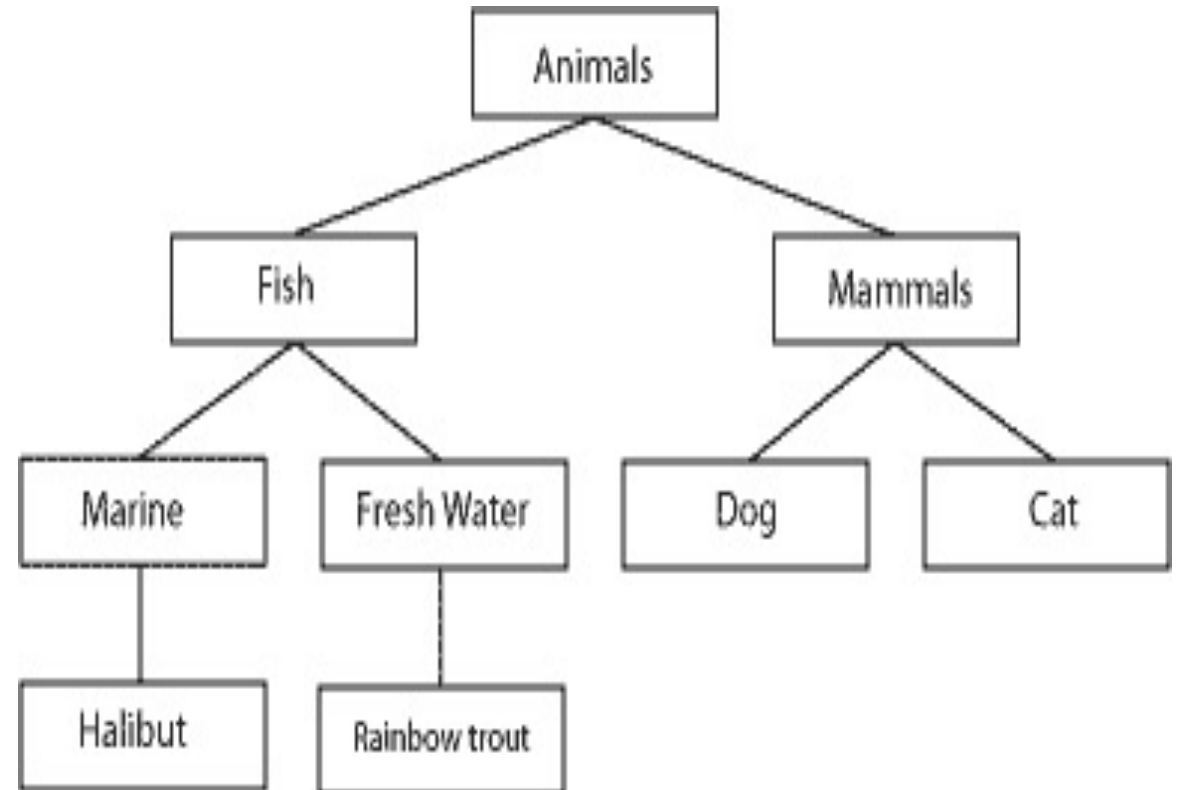 Animals
Fish
Mammals
Marine
Fresh Water
Dog
Cat
Halibut
Rainbow trout